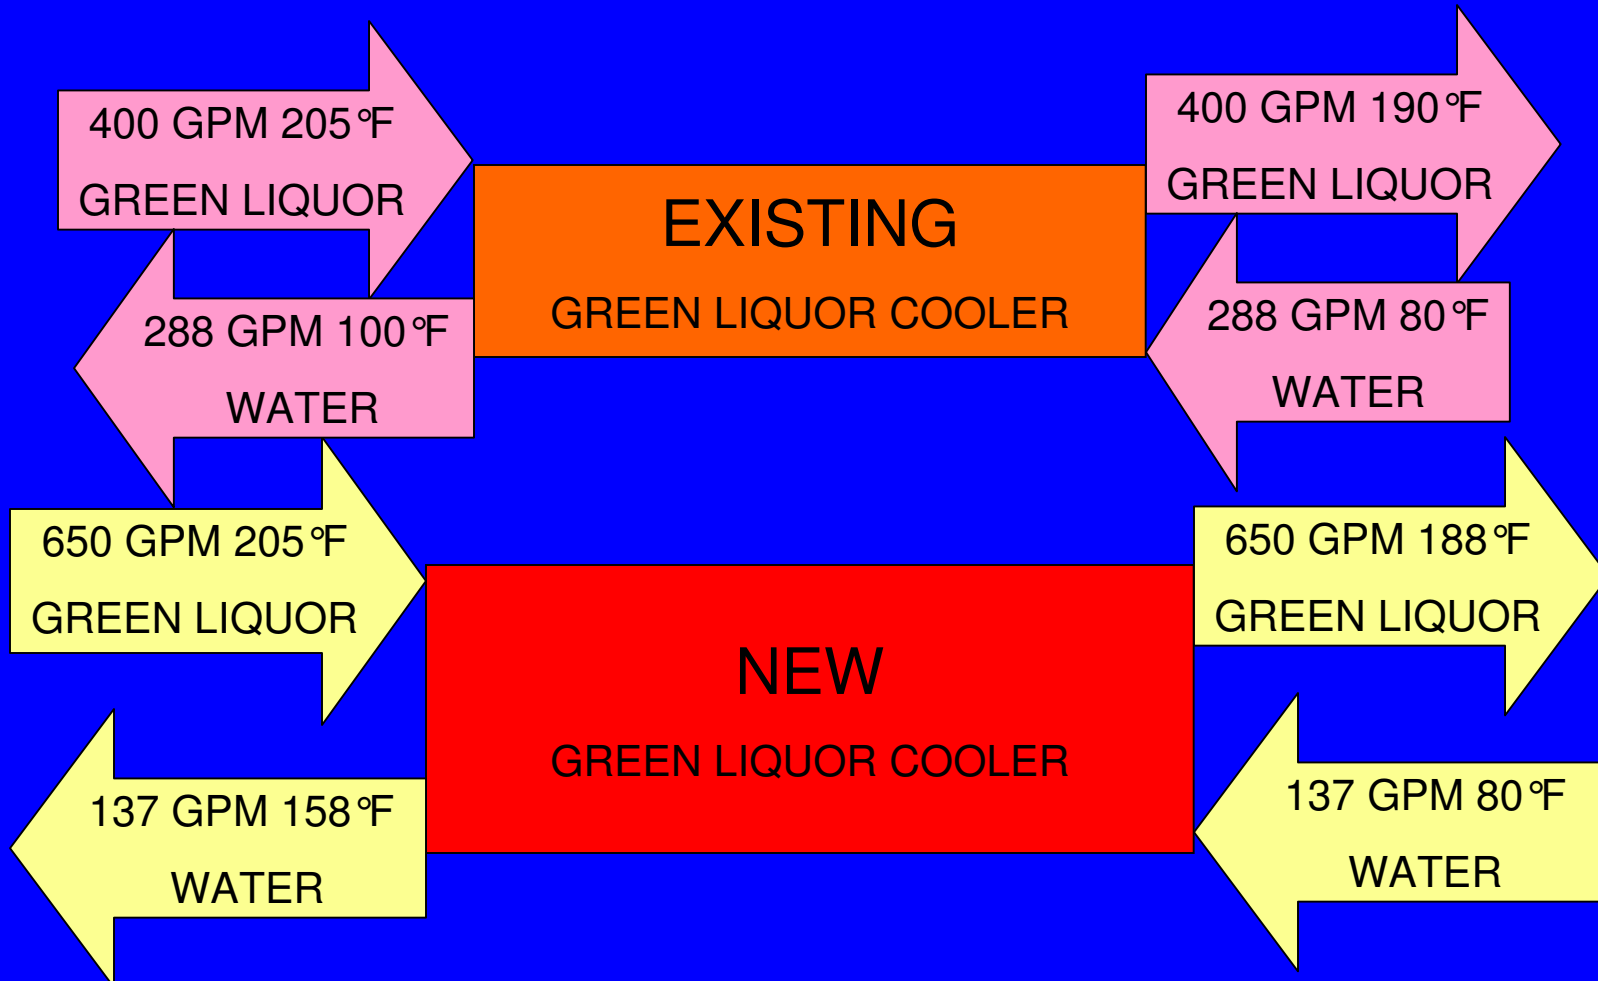 400 GPM 205°F
GREEN LIQUOR
400 GPM 190°F
GREEN LIQUOR
EXISTING
GREEN LIQUOR COOLER
288 GPM 100°F
WATER
288 GPM 80°F
WATER
650 GPM 205°F
GREEN LIQUOR
650 GPM 188°F
GREEN LIQUOR
NEW
GREEN LIQUOR COOLER
137 GPM 158°F
WATER
137 GPM 80°F
WATER